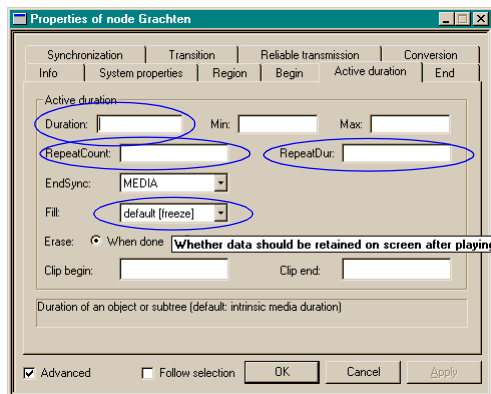 Properties of node Grachten
Synchronization Transition Reliable transmission Conversion
Info System properties Region Begin Active duration End
Active duration
Duration: Min: Max:
RepeatCount: RepeatDur:
EndSync: MEDIA
Fill: default [freeze]
Erase: When done Whether data should be retained on screen after playing
Clip begin: Clip end:
Duration of an object or subtree (default: intrinsic media duration)
Advanced Follow selection OK Cancel Apply